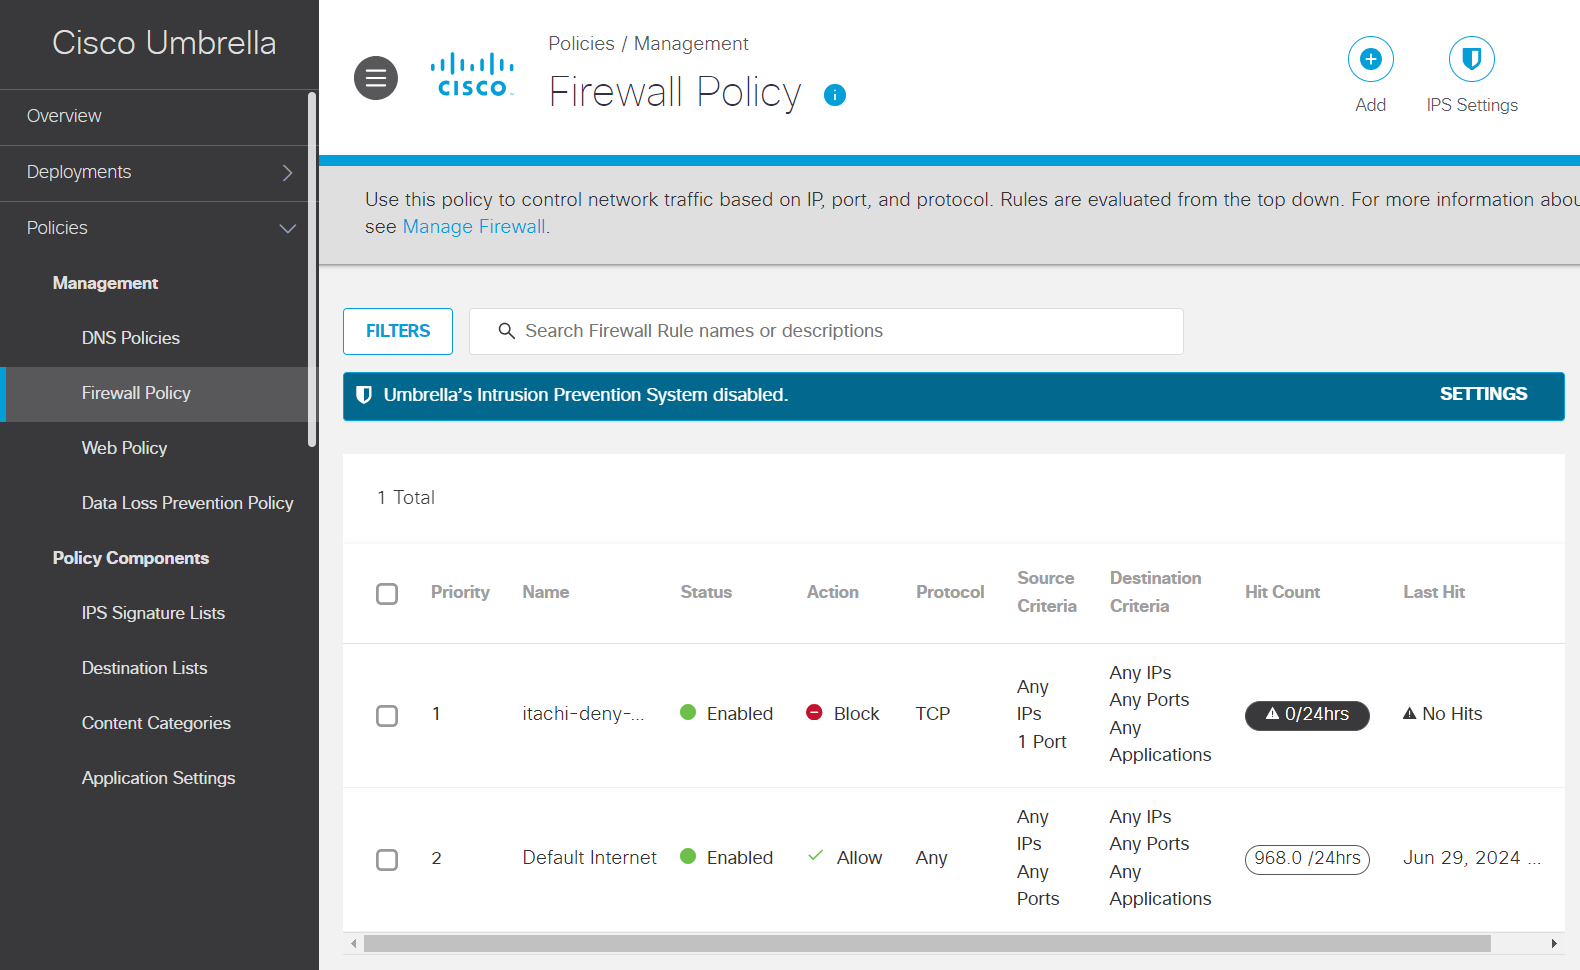 Cisco Umbrella
Overview
Deployments
Policies
Management
DNS Policies
Firewall Policy
Web Policy
Data Loss Prevention Policy
Policy Components
IPS Signature Lists
Destination Lists
Content Categories
Application Settings
cisco
Policies / Management
Firewall Policy
Add
IPS Settings
Use this policy to control network traffic based on IP, port, and protocol. Rules are evaluated from the top down. For more information abou
see Manage Firewall.
FILTERS
Search Firewall Rule names or descriptions
Umbrella's Intrusion Prevention System disabled.
SETTINGS
1 Total
Priority Name Status Action Protocol Source Criteria Destination Criteria Hit Count Last Hit
1 itachi-deny-... Enabled Block TCP Any IPs 1 Port Any IPs Any Ports Any Applications 0/24hrs No Hits
2 Default Internet Enabled Allow Any Any IPs Any Ports Any IPs Any Ports Any Applications 968.0 /24hrs Jun 29, 2024 ...